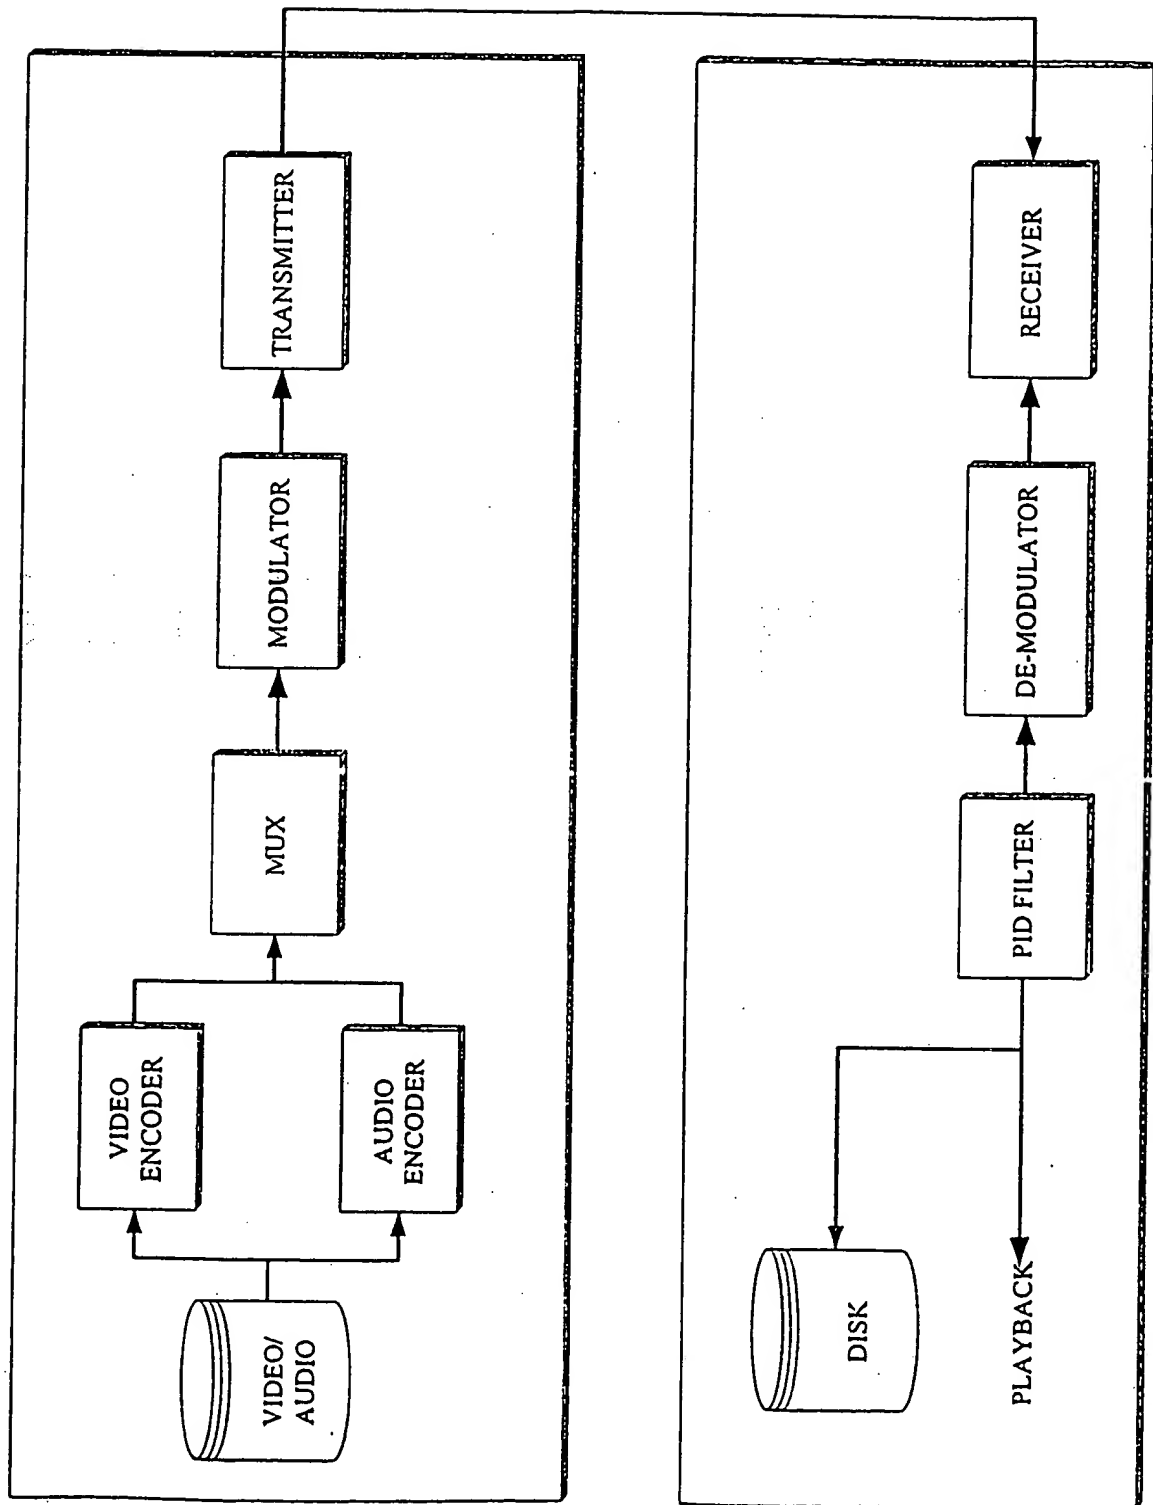 VIDEO/
AUDIO
VIDEO
ENCODER
AUDIO
ENCODER
MUX
MODULATOR
TRANSMITTER
DISK
PLAYBACK
PID FILTER
DE-MODULATOR
RECEIVER